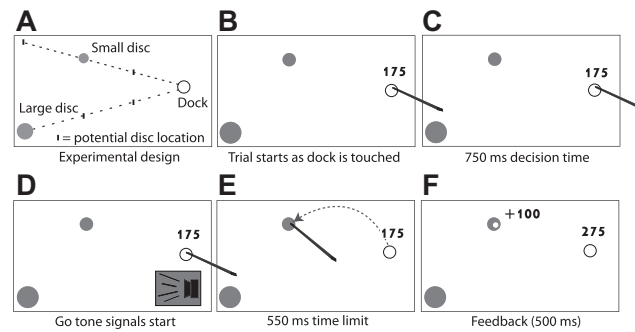 A
Small disc
Dock
Large disc
= potential disc location
Experimental design
B
175
Trial starts as dock is touched
C
175
750 ms decision time
D
175
Go tone signals start
E
175
550 ms time limit
F
+100
275
Feedback (500 ms)